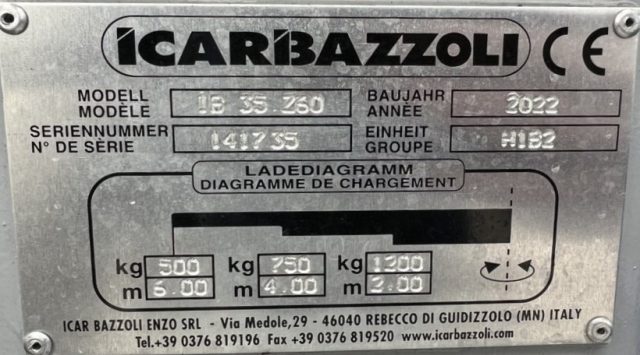 ICARBAZZOLI CE
MODELL
MODÈLE
IB 35.Z60
BAUJAHR
ANNÈE
2022
SERIENNUMMER
N° DE SÈRIE
141735
EINHEIT
GROUPE
H1B2
LADEDIAGRAMM
DIAGRAMME DE CHARGEMENT
kg 500 kg 750 kg 1200
m 6.00 m 4.00 m 2.00
ICAR BAZZOLI ENZO SRL - Via Medole,29 - 46040 REBECCO DI GUIDIZZOLO (MN) ITALY
Tel.+39 0376 819196 Fax +39 0376 819520 www.icarbazzoli.com